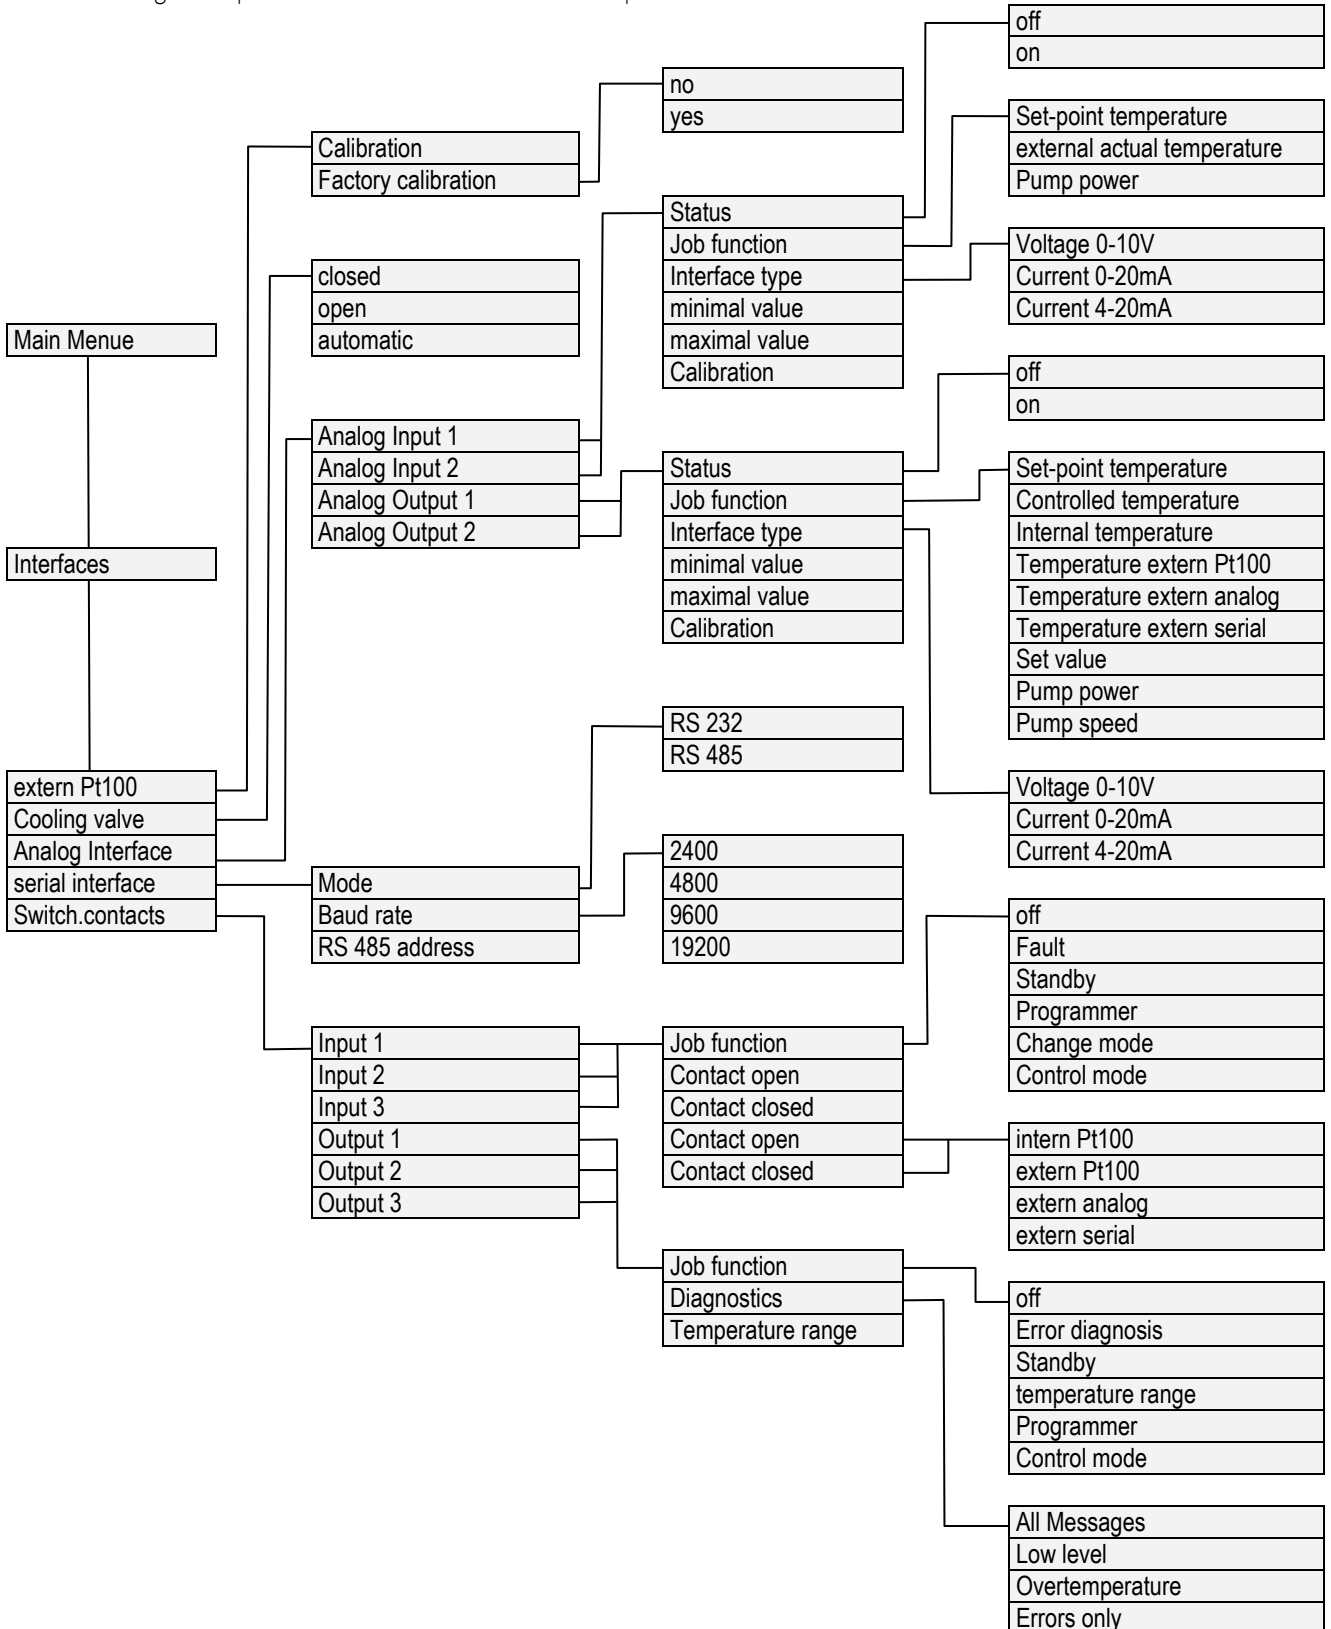 Main Menue
Interfaces
extern Pt100
Cooling valve
Analog Interface
serial interface
Switch.contacts
Calibration
Factory calibration
closed
open
automatic
Analog Input 1
Analog Input 2
Analog Output 1
Analog Output 2
Mode
Baud rate
RS 485 address
Input 1
Input 2
Input 3
Output 1
Output 2
Output 3
no
yes
Status
Job function
Interface type
minimal value
maximal value
Calibration
Status
Job function
Interface type
minimal value
maximal value
Calibration
RS 232
RS 485
2400
4800
9600
19200
Job function
Contact open
Contact closed
Contact open
Contact closed
Job function
Diagnostics
Temperature range
off
on
Set-point temperature
external actual temperature
Pump power
Voltage 0-10V
Current 0-20mA
Current 4-20mA
off
on
Set-point temperature
Controlled temperature
Internal temperature
Temperature extern Pt100
Temperature extern analog
Temperature extern serial
Set value
Pump power
Pump speed
Voltage 0-10V
Current 0-20mA
Current 4-20mA
off
Fault
Standby
Programmer
Change mode
Control mode
intern Pt100
extern Pt100
extern analog
extern serial
off
Error diagnosis
Standby
temperature range
Programmer
Control mode
All Messages
Low level
Overtemperature
Errors only